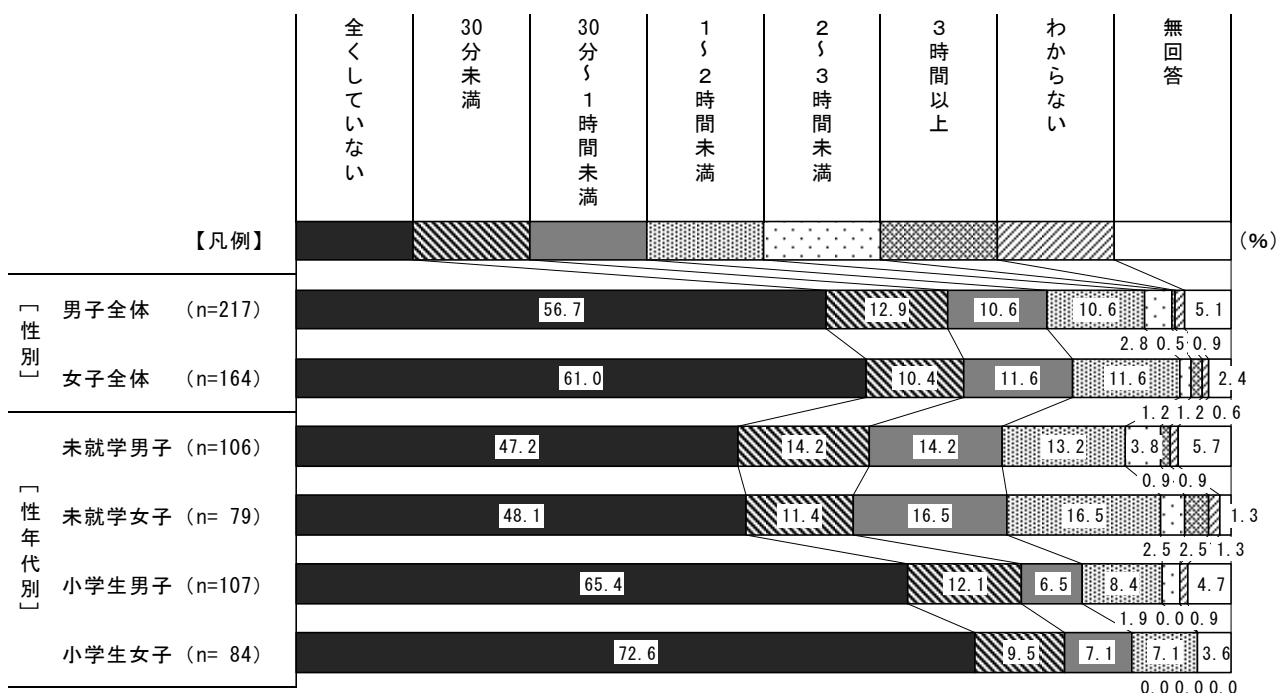 全くしていない
30分未満
30分~1時間未満
1~2時間未満
2~3時間未満
3時間以上
わからない
無回答
【凡例】
(%)
[性別]
男子全体 (n=217)
56.7 12.9 10.6 10.6 5.1
2.8 0.5 0.9
女子全体 (n=164)
61.0 10.4 11.6 11.6 2.4
1.2 1.2 0.6
[性年代別]
未就学男子 (n=106)
47.2 14.2 14.2 13.2 3.8 5.7
0.9 0.9
未就学女子 (n= 79)
48.1 11.4 16.5 16.5 1.3
2.5 2.5 1.3
小学生男子 (n=107)
65.4 12.1 6.5 8.4 4.7
1.9 0.0 0.9
小学生女子 (n= 84)
72.6 9.5 7.1 7.1 3.6
0.0 0.0 0.0